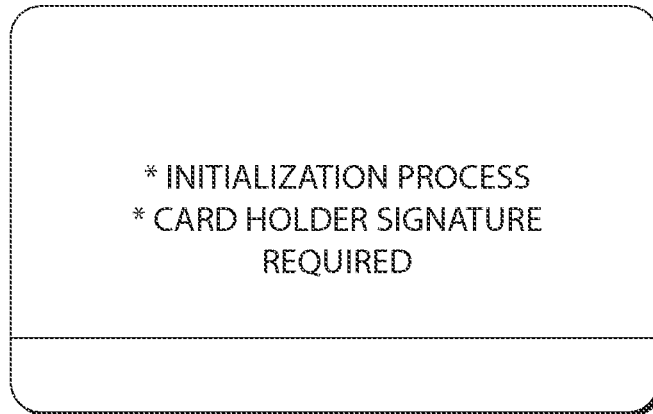 * INITIALIZATION PROCESS
* CARD HOLDER SIGNATURE
REQUIRED